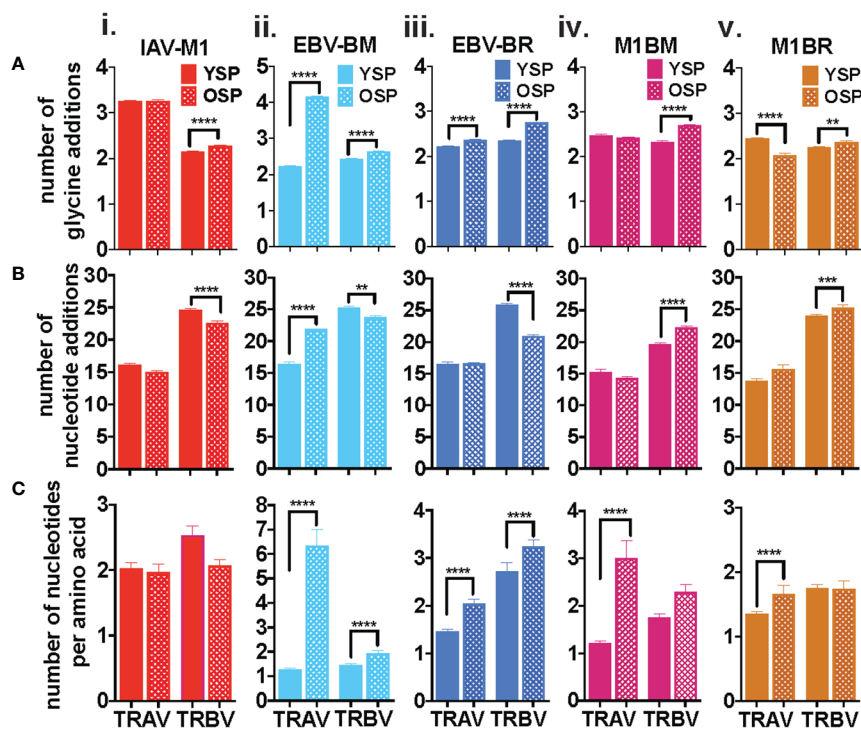 i. ii. iii. iv. v.
IAV-M1 EBV-BM EBV-BR M1BM M1BR
A
number of
glycine additions
4 3 2 1 0
YSP
OSP
****
5 4 3 2 1 0
YSP
OSP
**** ****
4 3 2 1 0
YSP
OSP
**** ****
4 3 2 1 0
YSP
OSP
****
4 3 2 1 0
YSP
OSP
**** **
B
number of
nucleotide additions
30 25 20 15 10 5 0
****
30 25 20 15 10 5 0
**** **
30 25 20 15 10 5 0
****
30 25 20 15 10 5 0
****
30 25 20 15 10 5 0
***
C
number of nucleotides
per amino acid
3 2 1 0
TRAV TRBV
8 7 6 5 4 3 2 1 0
**** ****
TRAV TRBV
4 3 2 1 0
**** ****
TRAV TRBV
4 3 2 1 0
****
TRAV TRBV
3 2 1 0
****
TRAV TRBV